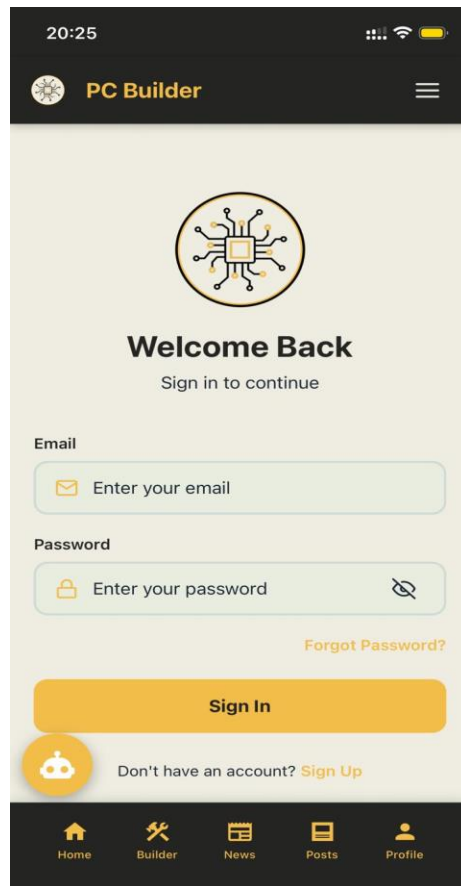 20:25
PC Builder
Welcome Back
Sign in to continue
Email
Enter your email
Password
Enter your password
Forgot Password?
Sign In
Don't have an account? Sign Up
Home Builder News Posts Profile